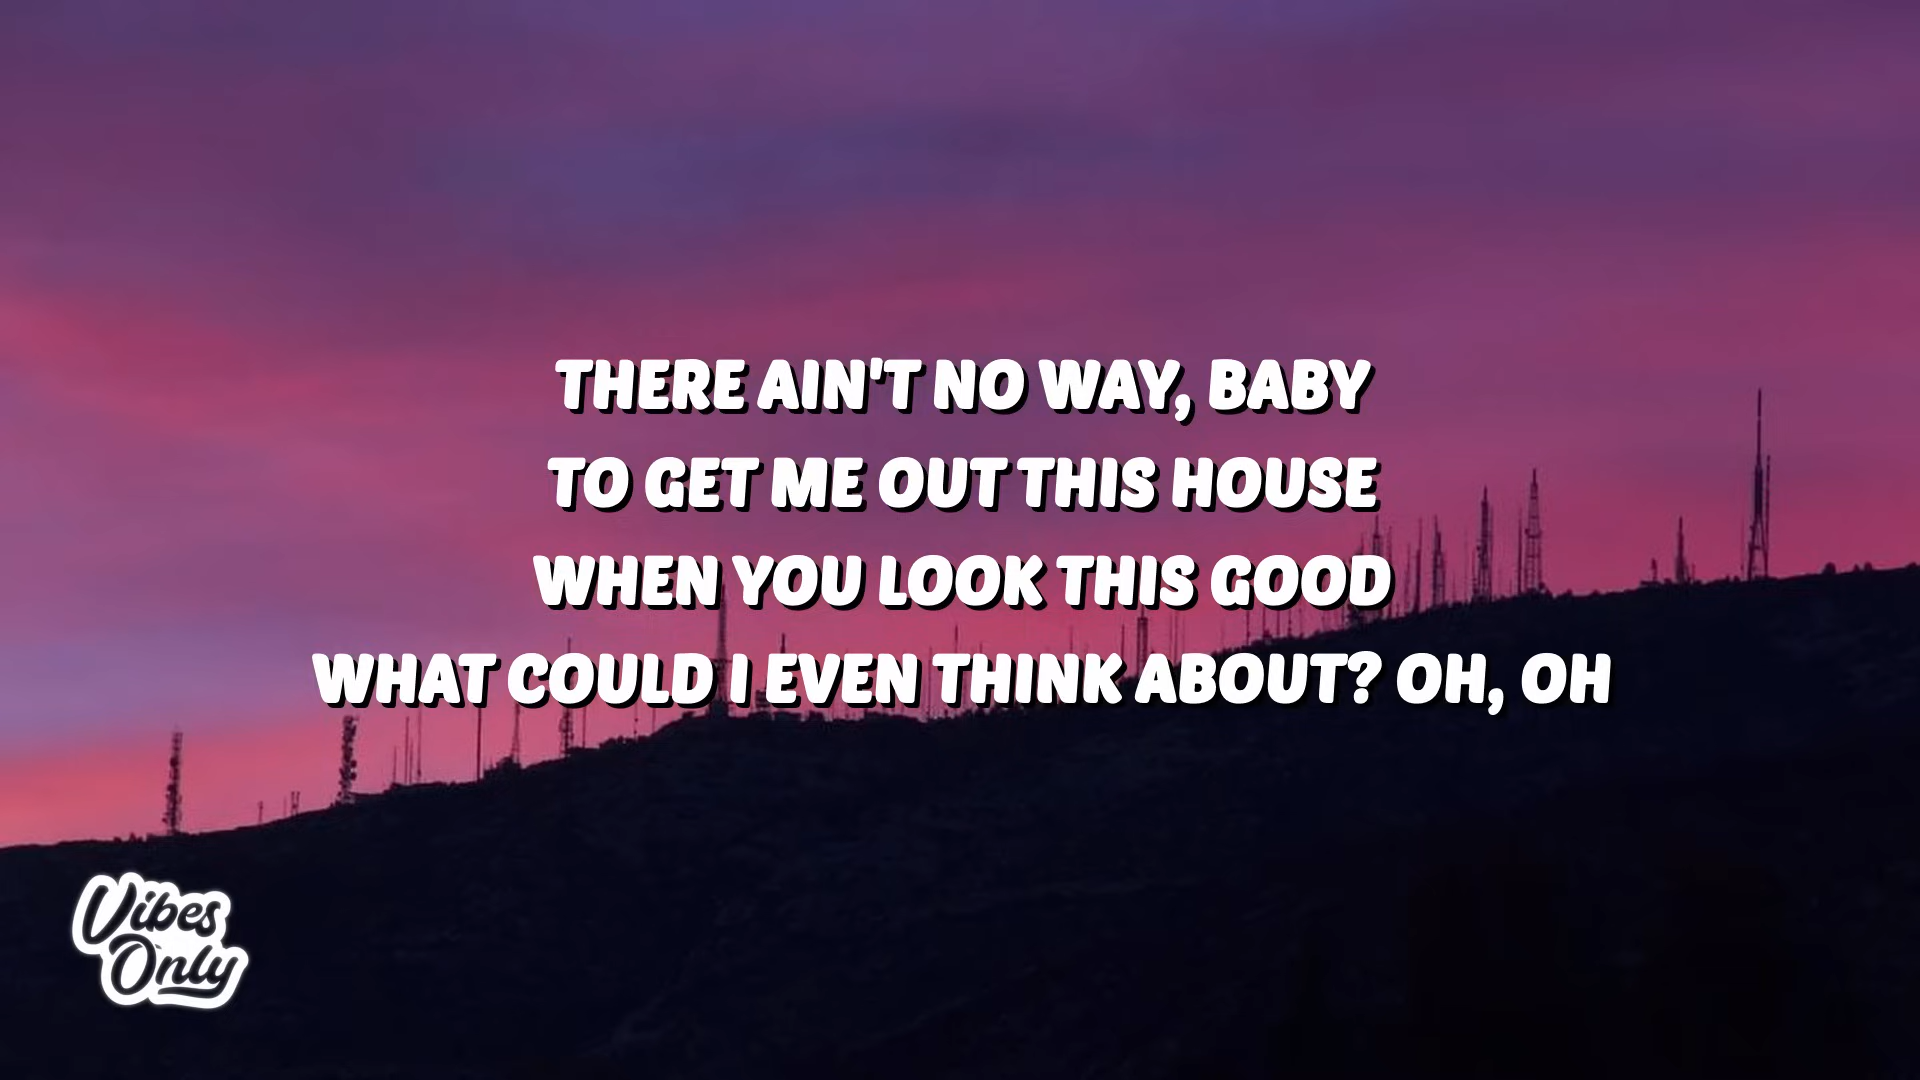 THERE AIN'T NO WAY, BABY
TO GET ME OUT THIS HOUSE
WHEN YOU LOOK THIS GOOD
WHAT COULD I EVEN THINK ABOUT? OH, OH
Vibes
Only